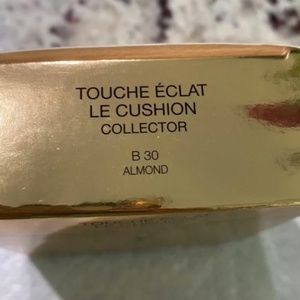 TOUCHE ÉCLAT
LE CUSHION
COLLECTOR
B 30
ALMOND